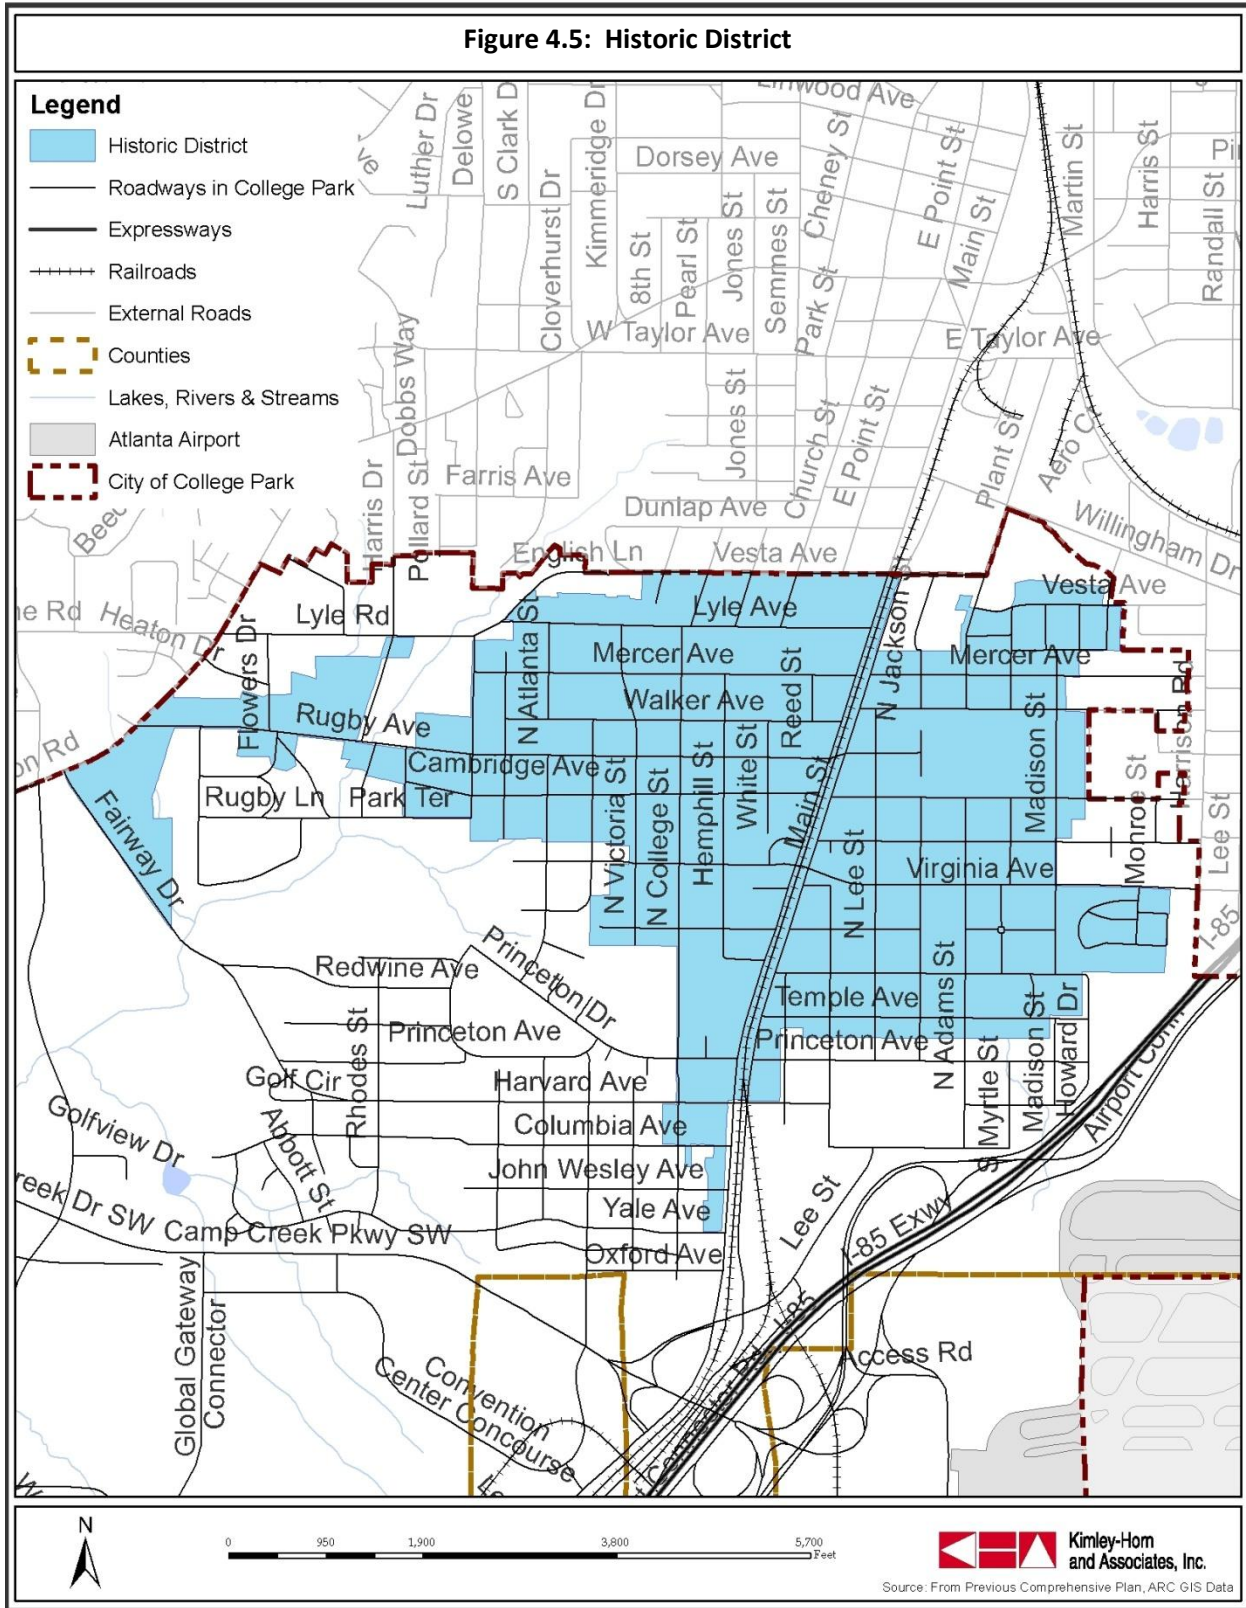 Figure 4.5:  Historic District
Legend
Historic District
Roadways in College Park
Expressways
Railroads
External Roads
Counties
Lakes, Rivers & Streams
Atlanta Airport
City of College Park
Linwood Ave
Luther Dr
Delowe
S Clark D
Cloverhurst Dr
Kimmeridge Dr
Dorsey Ave
8th St
Pearl St
Jones St
Semmes St
Cheney St
Park St
E Point St
Main St
Martin St
Harris St
Randall St
W Taylor Ave
E Taylor Ave
Dobbs Way
Harris Dr
Pollard St
Farris Ave
Jones St
Church St
E Point St
Plant St
Dunlap Ave
Willingham Dr
English Ln
Vesta Ave
Vesta Ave
Heaton Dr
Lyle Rd
Lyle Ave
N Atlanta St
N Jackson St
Mercer Ave
Mercer Ave
Flowers Dr
Walker Ave
Reed St
Rugby Ave
Cambridge Ave
Harrison Rd
Madison St
Rugby Ln
Park Ter
N Victoria St
N College St
Hemphill St
White St
Main St
Monroe St
Lee St
Fairway Dr
N Lee St
Virginia Ave
I-85
Redwine Ave
Princeton Dr
Temple Ave
N Adams St
Madison St
Howard Dr
Rhodes St
Princeton Ave
Princeton Ave
S Myrtle St
Airport Conn
Golf Cir
Harvard Ave
Columbia Ave
Golfview Dr
Abbott St
John Wesley Ave
Yale Ave
Lee St
reek Dr SW
Camp Creek Pkwy SW
Oxford Ave
I-85 Exwy
I-85
Access Rd
Global Gateway
Connector
Convention
Center Concourse
N
0
950
1,900
3,800
5,700
Feet
Kimley-Horn
and Associates, Inc.
Source: From Previous Comprehensive Plan, ARC GIS Data